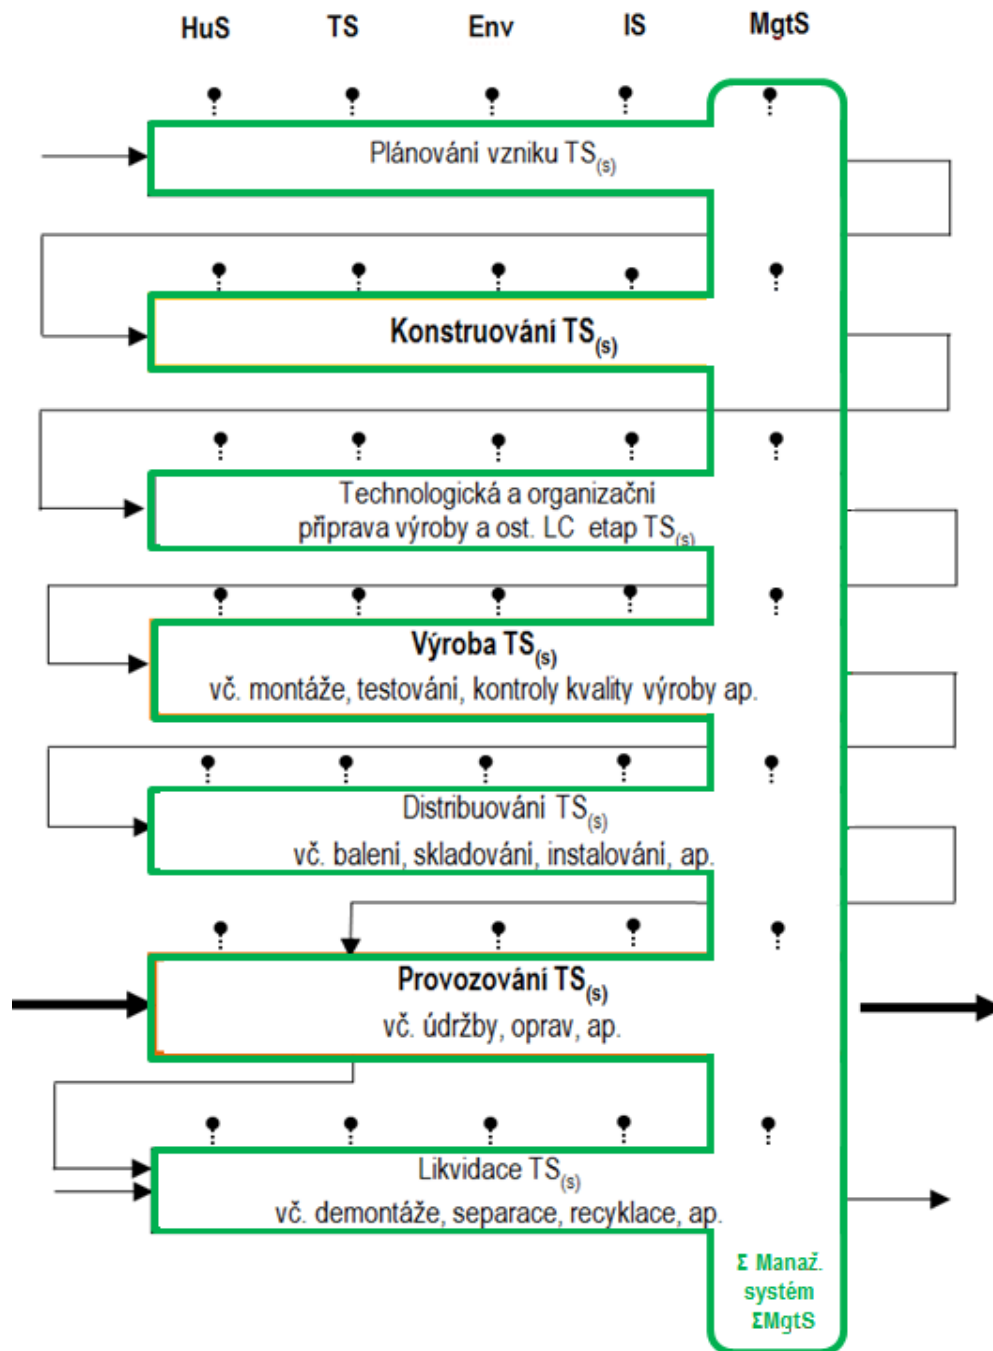 HuS TS Env IS MgtS
Plánování vzniku TS(s)
Konstruování TS(s)
Technologická a organizační
příprava výroby a ost. LC etap TS(s)
Výroba TS(s)
vč. montáže, testování, kontroly kvality výroby ap.
Distribuování TS(s)
vč. balení, skladování, instalování, ap.
Provozování TS(s)
vč. údržby, oprav, ap.
Likvidace TS(s)
vč. demontáže, separace, recyklace, ap.
Σ Manaž.
systém
ΣMgtS